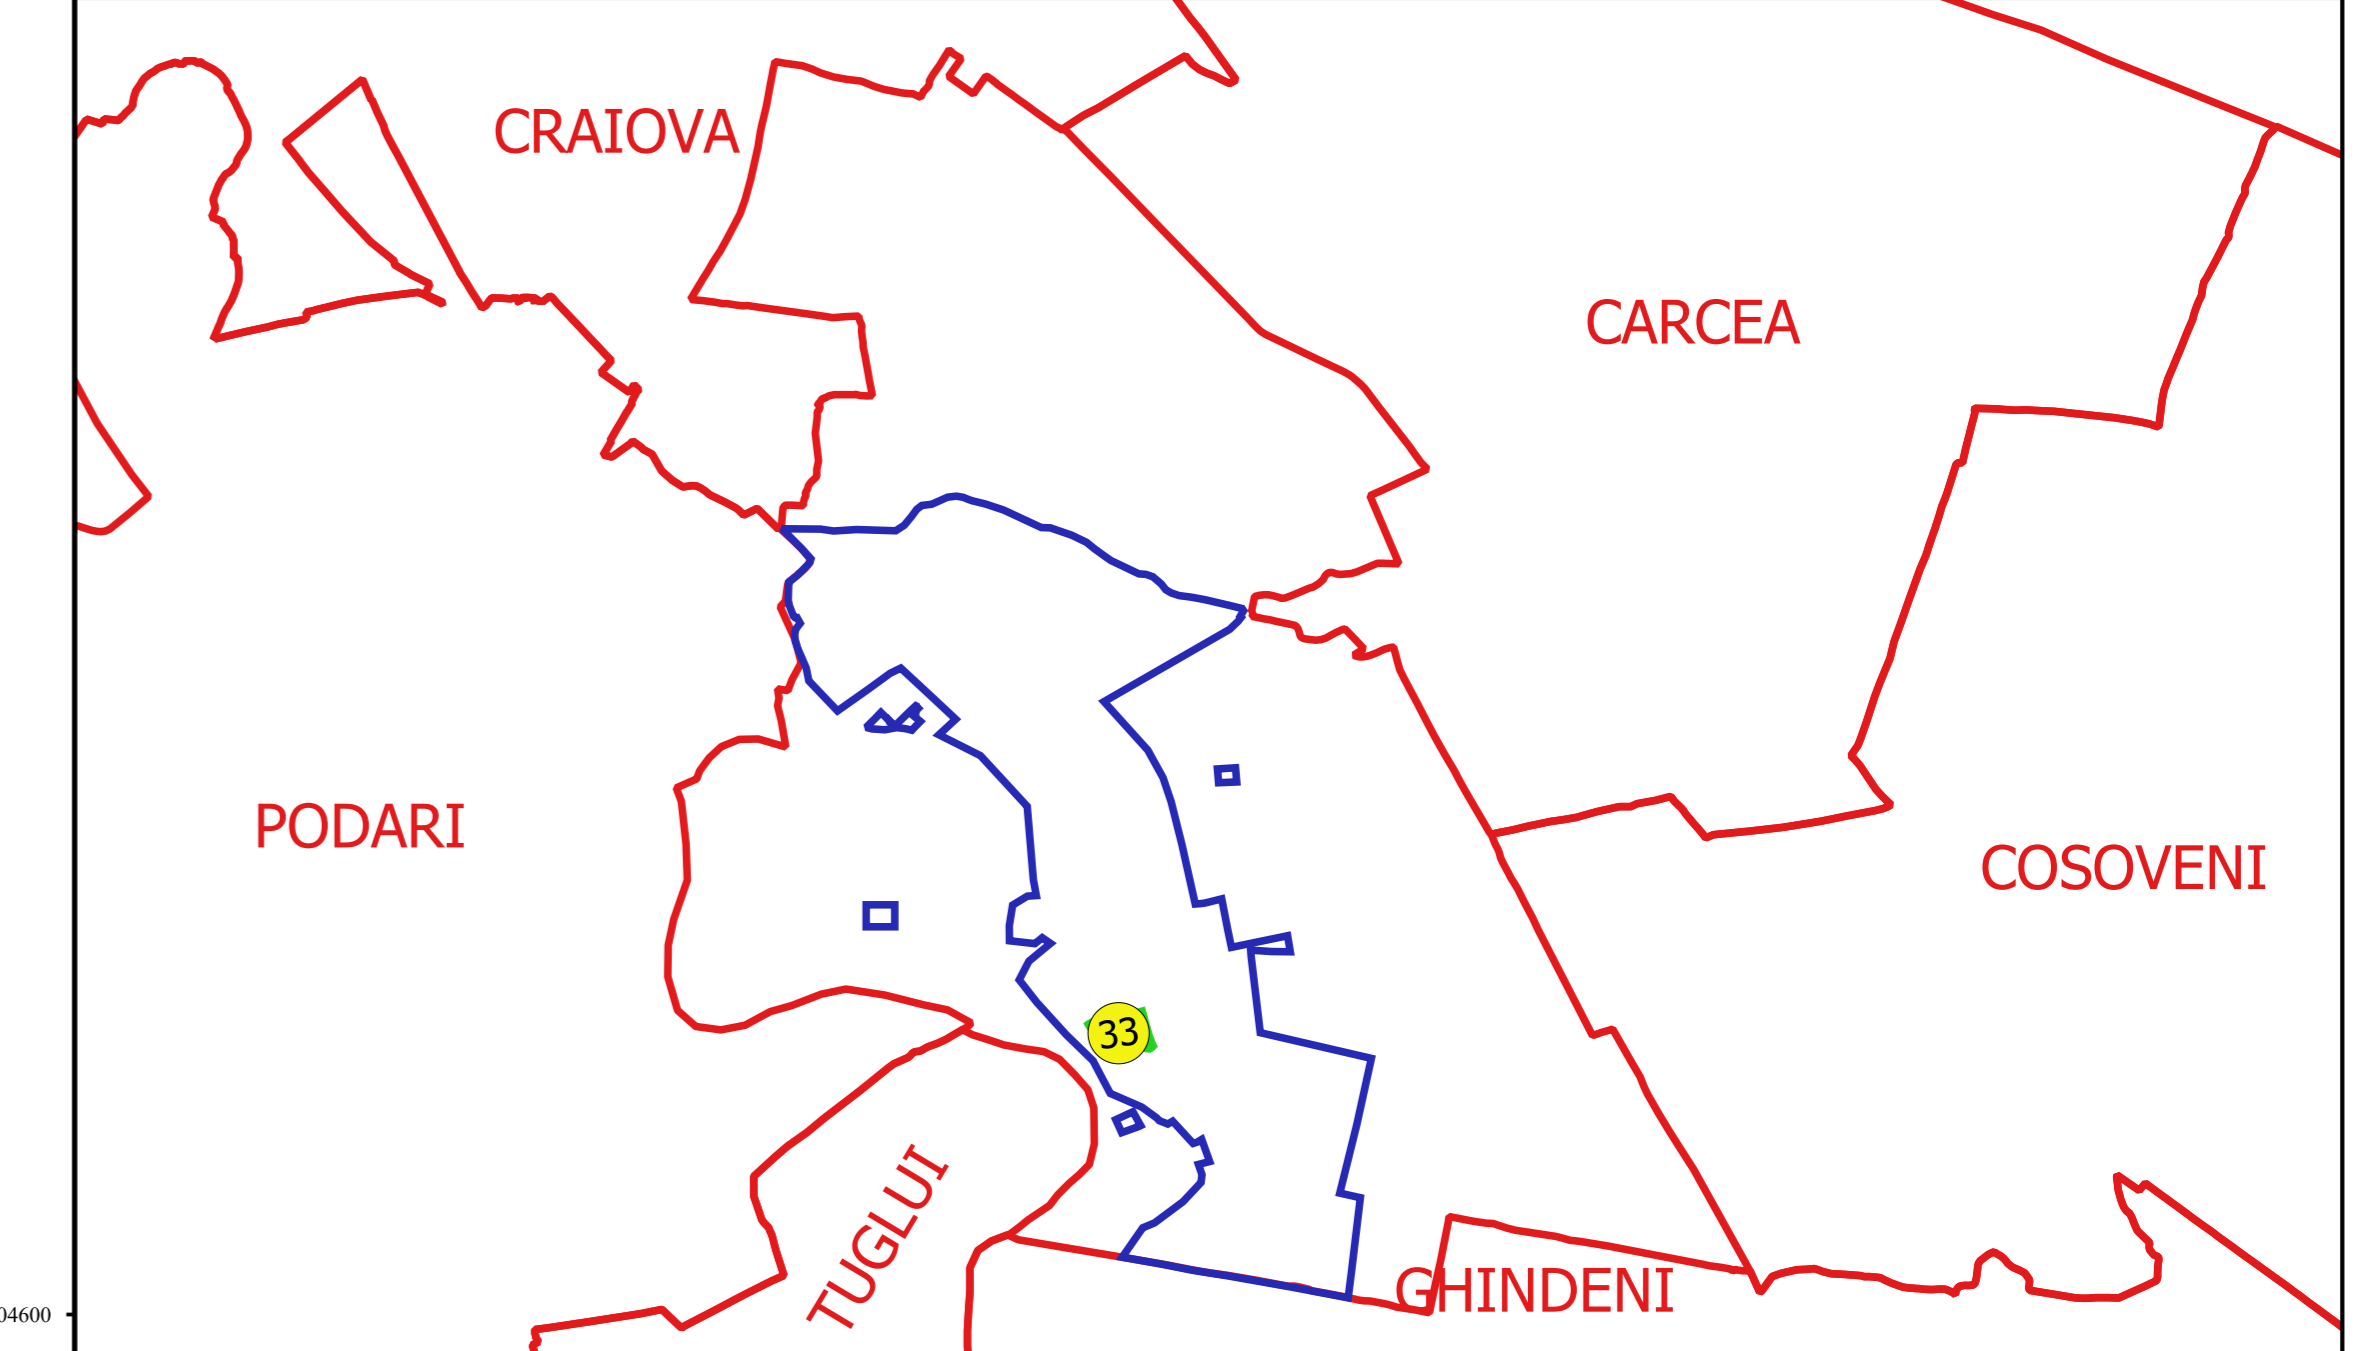 CRAIOVA
CARCEA
PODARI
COSOVENI
33
TUGLUI
GHINDENI
04600